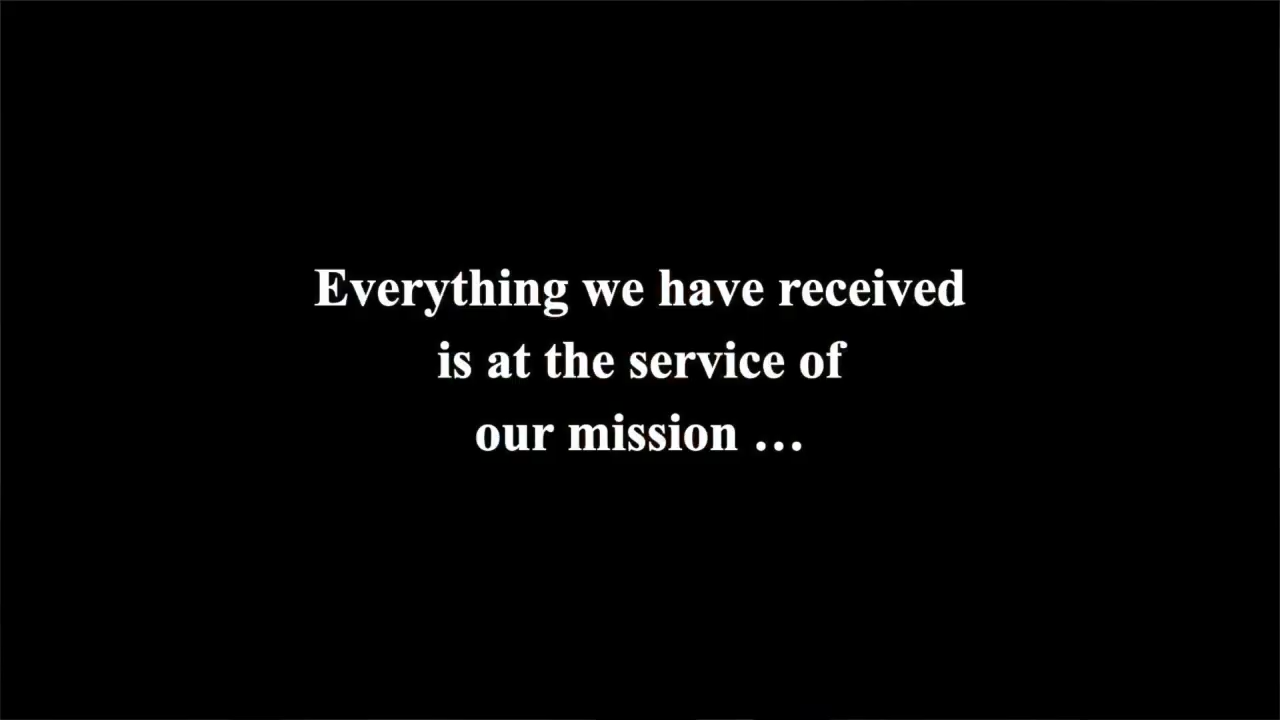 Everything we have received
is at the service of
our mission …